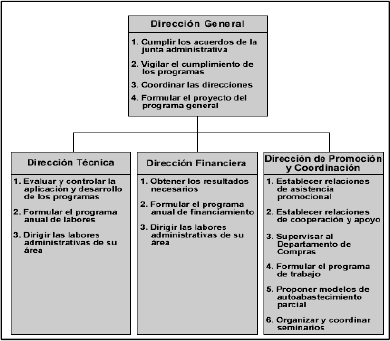 Dirección General
1. Cumplir los acuerdos de la
junta administrativa
2. Vigilar el cumplimiento de
los programas
3. Coordinar las direcciones
4. Formular el proyecto del
programa general
Dirección Técnica
1. Evaluar y controlar la
aplicación y desarrollo
de los programas
2. Formular el programa
anual de labores
3. Dirigir las labores
administrativas de su
área
Dirección Financiera
1. Obtener los resultados
necesarios
2. Formular el programa
anual de financiamiento
3. Dirigir las labores
administrativas de su
área
Dirección de Promoción
y Coordinación
1. Establecer relaciones
de asistencia
promocional
2. Establecer relaciones
de cooperación y apoyo
3. Supervisar al
Departamento de
Compras
4. Formular el programa
de trabajo
5. Proponer modelos de
autoabastecimiento
parcial
6. Organizar y coordinar
seminarios